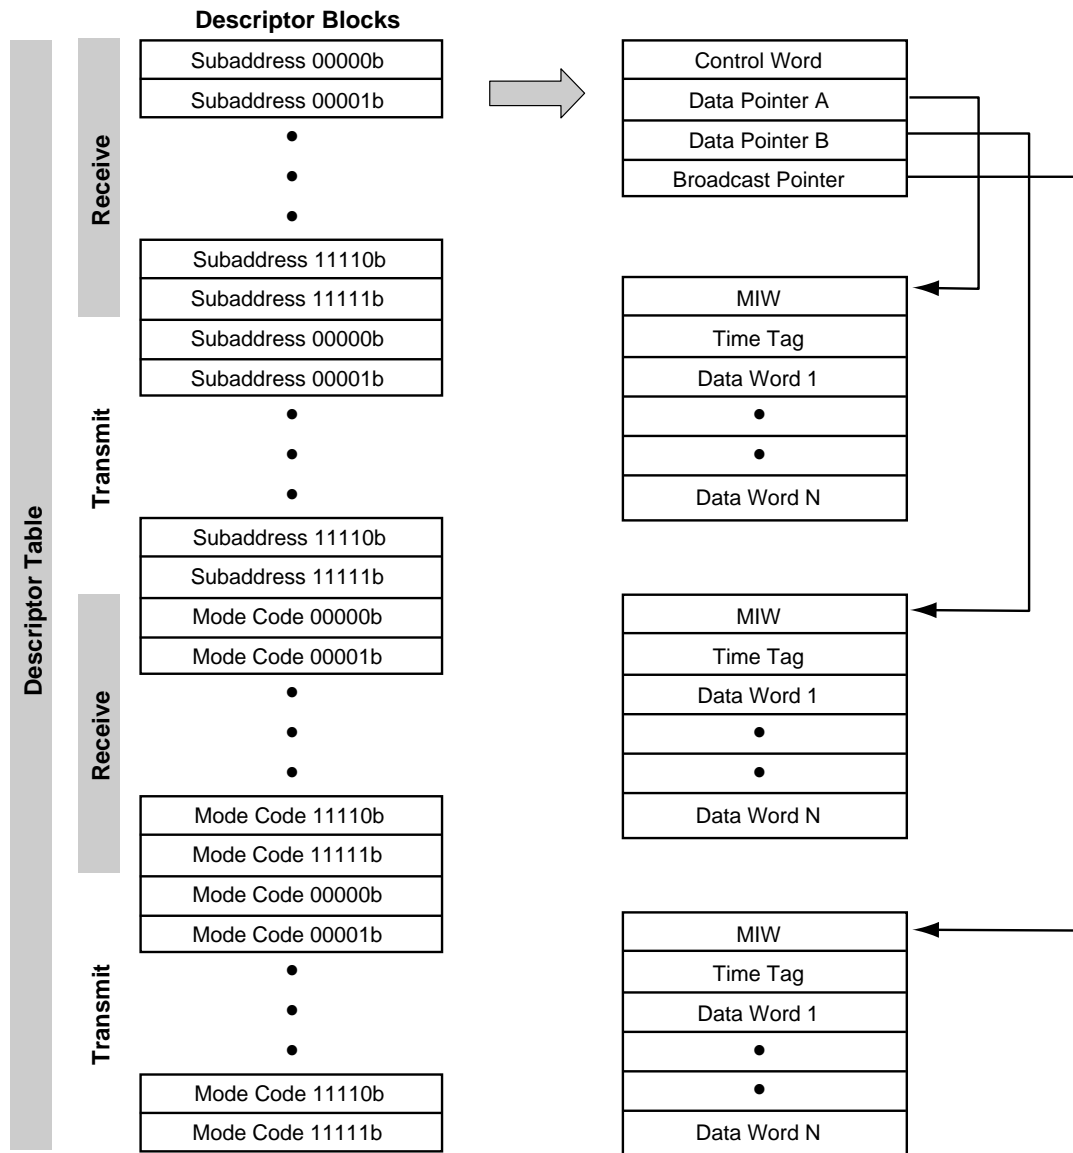 Descriptor Blocks
Descriptor Table
Receive
Subaddress 00000b
Subaddress 00001b
Subaddress 11110b
Subaddress 11111b
Transmit
Subaddress 00000b
Subaddress 00001b
Subaddress 11110b
Subaddress 11111b
Receive
Mode Code 00000b
Mode Code 00001b
Mode Code 11110b
Mode Code 11111b
Transmit
Mode Code 00000b
Mode Code 00001b
Mode Code 11110b
Mode Code 11111b
Control Word
Data Pointer A
Data Pointer B
Broadcast Pointer
MIW
Time Tag
Data Word 1
Data Word N
MIW
Time Tag
Data Word 1
Data Word N
MIW
Time Tag
Data Word 1
Data Word N